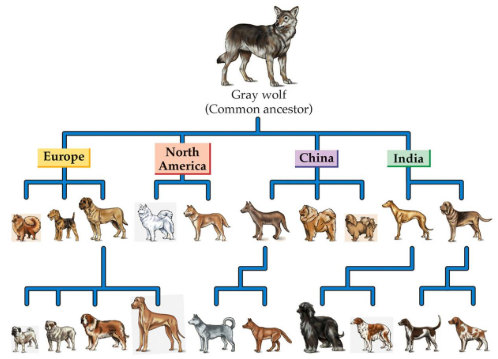 Gray wolf
(Common ancestor)
Europe
North
America
China
India